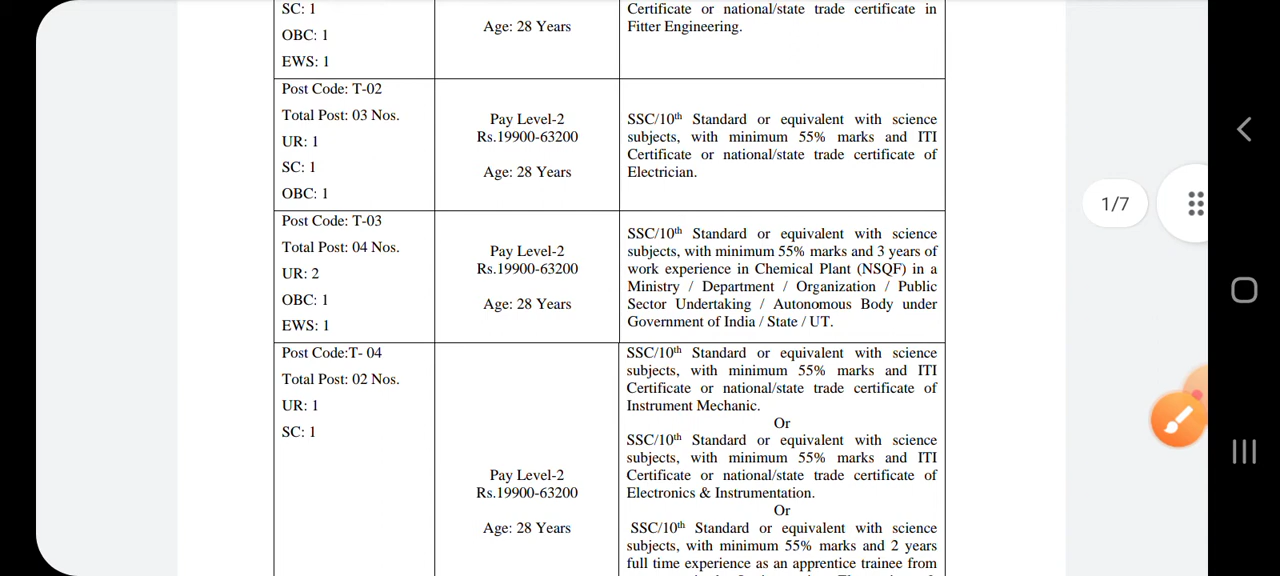 SC: 1
OBC: 1
EWS: 1
Age: 28 Years
Certificate or national/state trade certificate in
Fitter Engineering.
Post Code: T-02
Total Post: 03 Nos.
UR: 1
SC: 1
OBC: 1
Pay Level-2
Rs.19900-63200
Age: 28 Years
SSC/10th Standard or equivalent with science
subjects, with minimum 55% marks and ITI
Certificate or national/state trade certificate of
Electrician.
Post Code: T-03
Total Post: 04 Nos.
UR: 2
OBC: 1
EWS: 1
Pay Level-2
Rs.19900-63200
Age: 28 Years
SSC/10th Standard or equivalent with science
subjects, with minimum 55% marks and 3 years of
work experience in Chemical Plant (NSQF) in a
Ministry / Department / Organization / Public
Sector Undertaking / Autonomous Body under
Government of India / State / UT.
Post Code:T- 04
Total Post: 02 Nos.
UR: 1
SC: 1
Pay Level-2
Rs.19900-63200
Age: 28 Years
SSC/10th Standard or equivalent with science
subjects, with minimum 55% marks and ITI
Certificate or national/state trade certificate of
Instrument Mechanic.
Or
SSC/10th Standard or equivalent with science
subjects, with minimum 55% marks and ITI
Certificate or national/state trade certificate of
Electronics & Instrumentation.
Or
SSC/10th Standard or equivalent with science
subjects, with minimum 55% marks and 2 years
full time experience as an apprentice trainee from
1/7